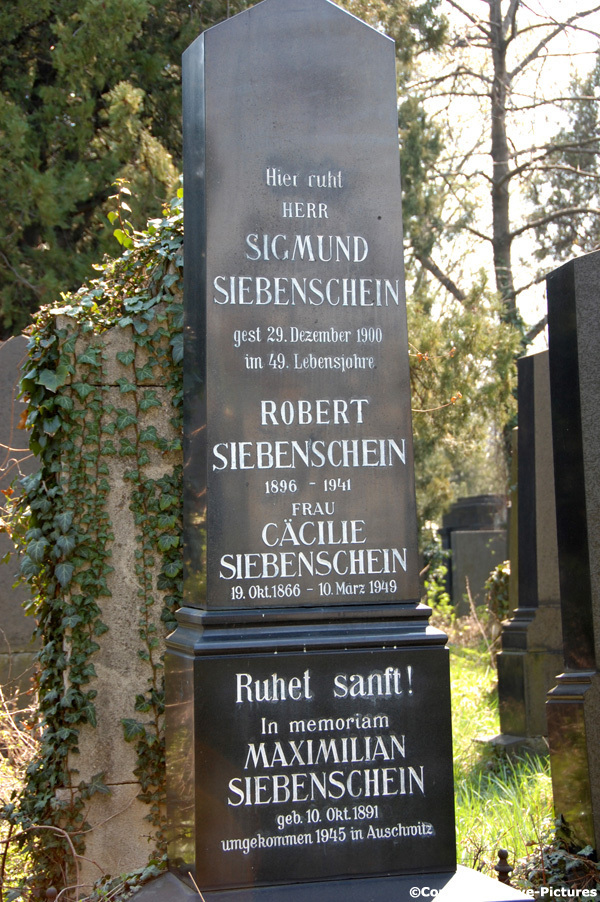 Hier ruht
HERR
SIGMUND
SIEBENSCHEIN
gest 29. Dezember 1900
im 49. Lebensjahre
ROBERT
SIEBENSCHEIN
1896 - 1941
FRAU
CÄCILIE
SIEBENSCHEIN
19. Okt. 1866 - 10. März 1949
Ruhet sanft!
In memoriam
MAXIMILIAN
SIEBENSCHEIN
geb. 10. Okt. 1891
umgekommen 1945 in Auschwitz
-Pictures